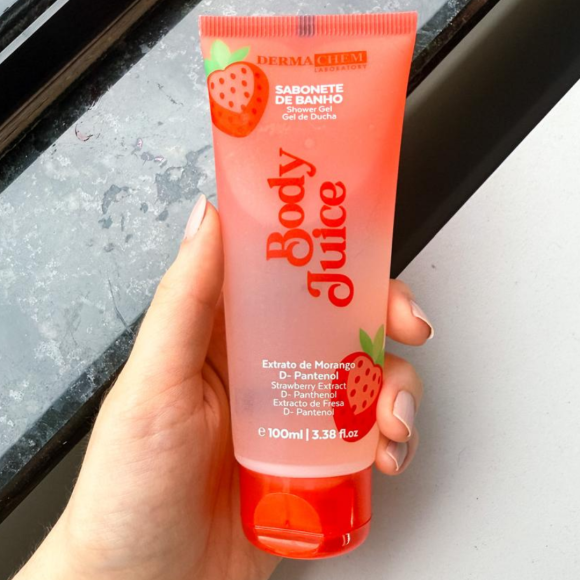 DERMACHEM
LABORATORY
SABONETE
DE BANHO
Shower Gel
Gel de Ducha
Body
Juice
Extrato de Morango
D- Pantenol
Strawberry Extract
D- Panthenol
Extracto de Fresa
D- Pantenol
℮ 100ml | 3.38 fl.oz